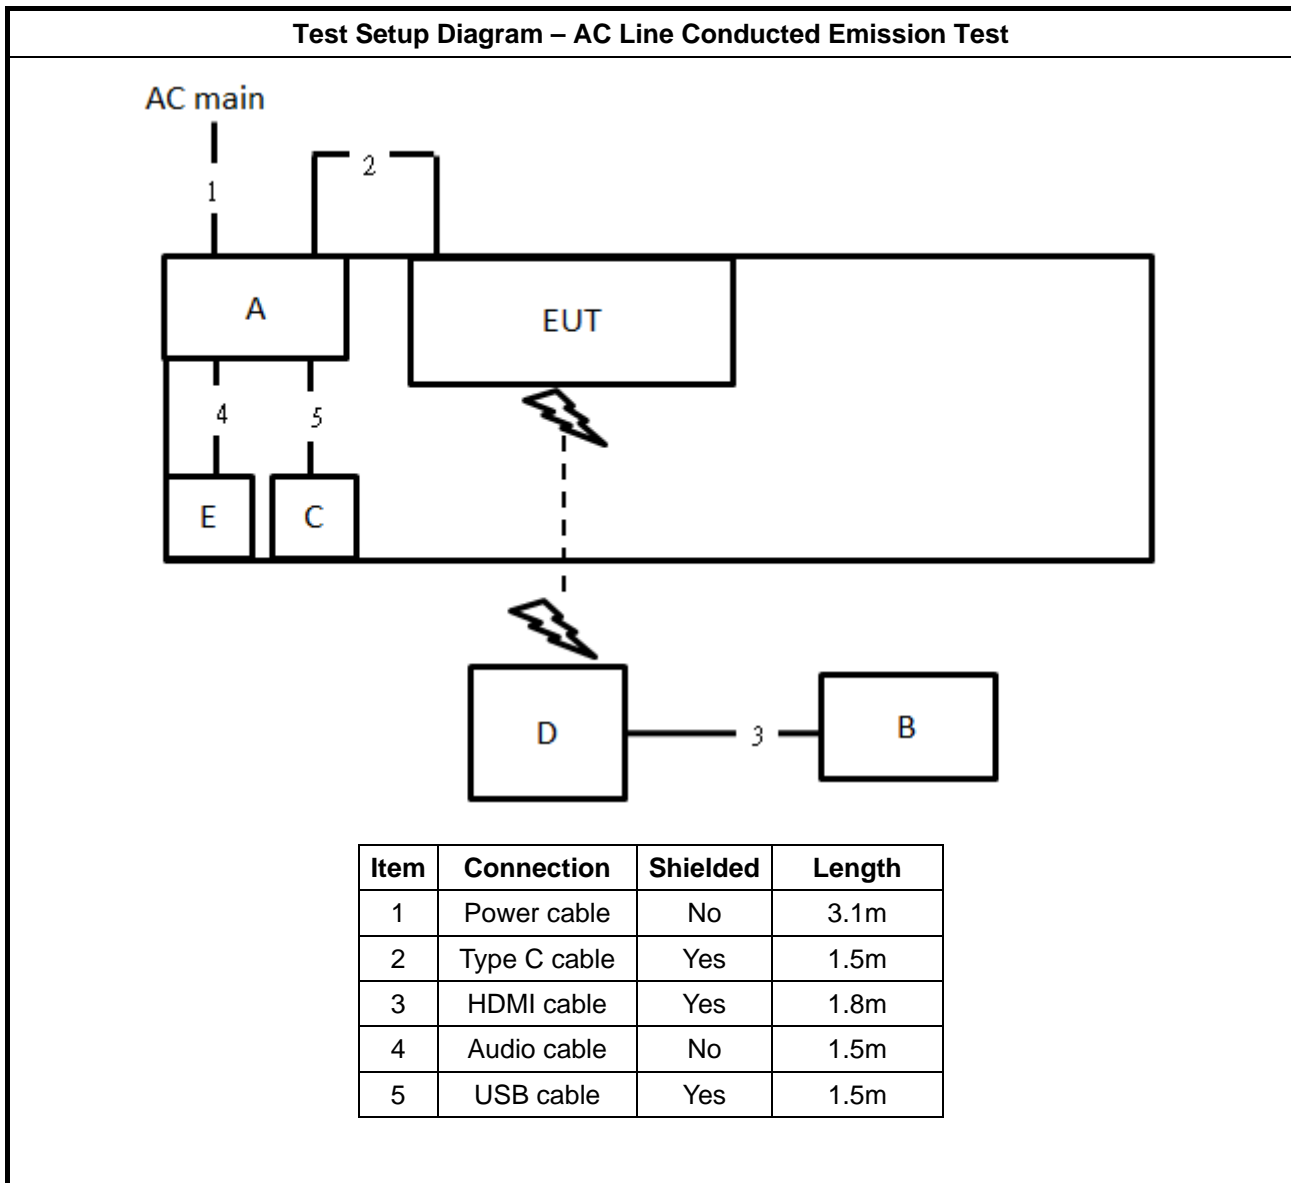 Test Setup Diagram – AC Line Conducted Emission Test
AC main
2
1
A
EUT
4
5
E
C
D
3
B
Item Connection Shielded Length
1 Power cable No 3.1m
2 Type C cable Yes 1.5m
3 HDMI cable Yes 1.8m
4 Audio cable No 1.5m
5 USB cable Yes 1.5m